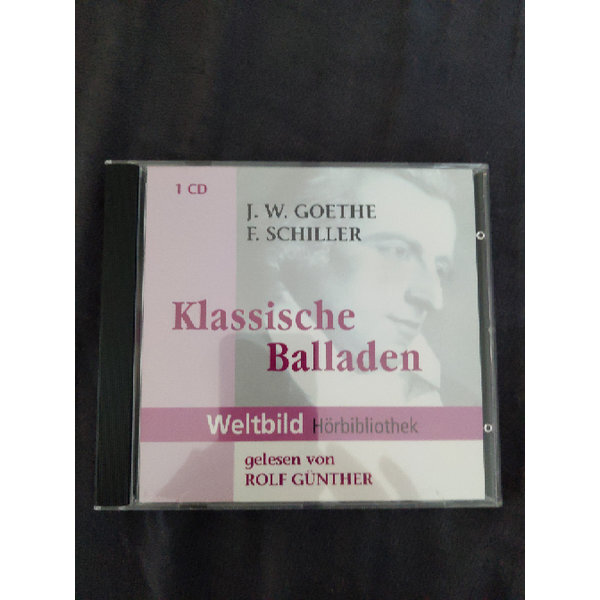 1 CD
J. W. GOETHE
F. SCHILLER
Klassische
Balladen
Weltbild Hörbibliothek
gelesen von
ROLF GÜNTHER